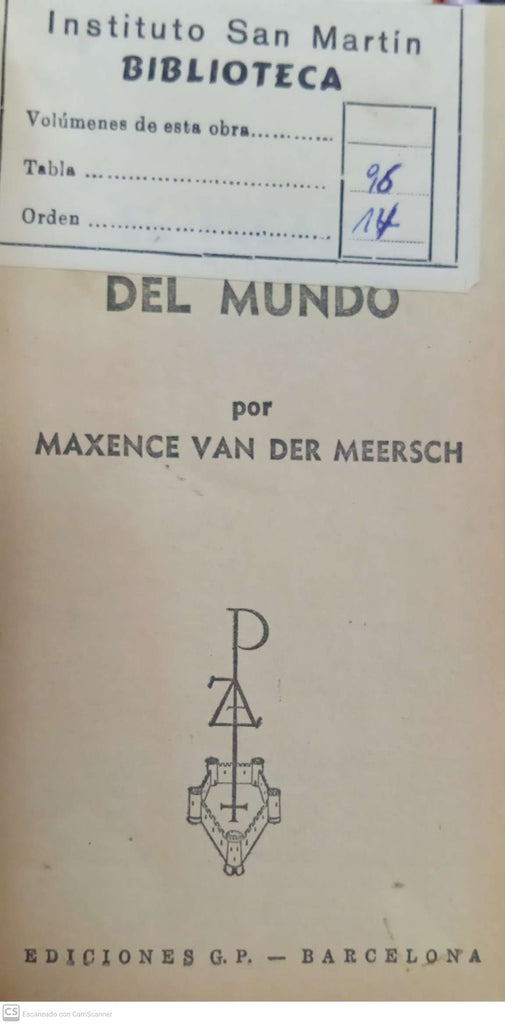 Instituto San Martín
BIBLIOTECA
Volúmenes de esta obra...........
Tabla ................................. 96
Orden ................................. 14
DEL MUNDO
por
MAXENCE VAN DER MEERSCH
P
EDICIONES G. P. — BARCELONA
CS Escaneado con CamScanner